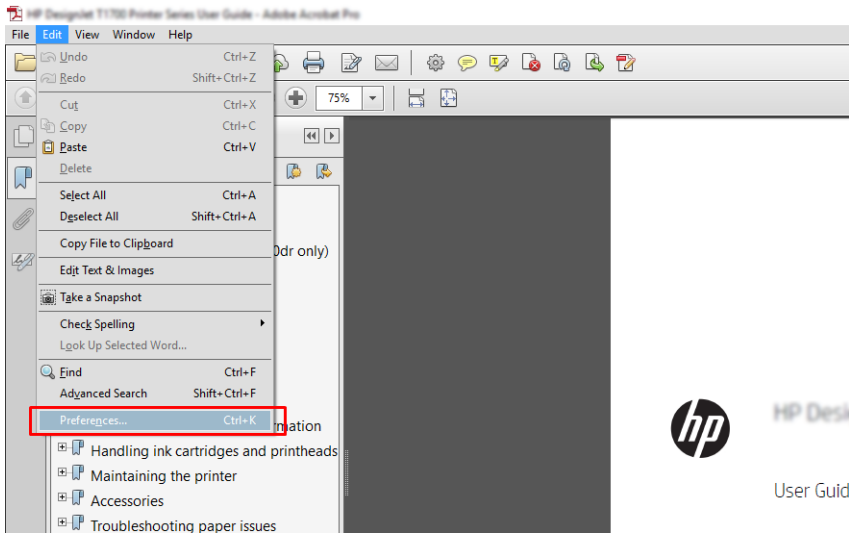 HP DesignJet T1700 Printer Series User Guide - Adobe Acrobat Pro
File Edit View Window Help
Undo Ctrl+Z
Redo Shift+Ctrl+Z
75%
Cut Ctrl+X
Copy Ctrl+C
Paste Ctrl+V
Delete
Select All Ctrl+A
Deselect All Shift+Ctrl+A
Copy File to Clipboard
0dr only)
Edit Text & Images
Take a Snapshot
Check Spelling
Look Up Selected Word...
Find Ctrl+F
Advanced Search Shift+Ctrl+F
Preferences... Ctrl+K
rmation
hp
HP Desi
Handling ink cartridges and printheads
Maintaining the printer
User Guid
Accessories
Troubleshooting paper issues